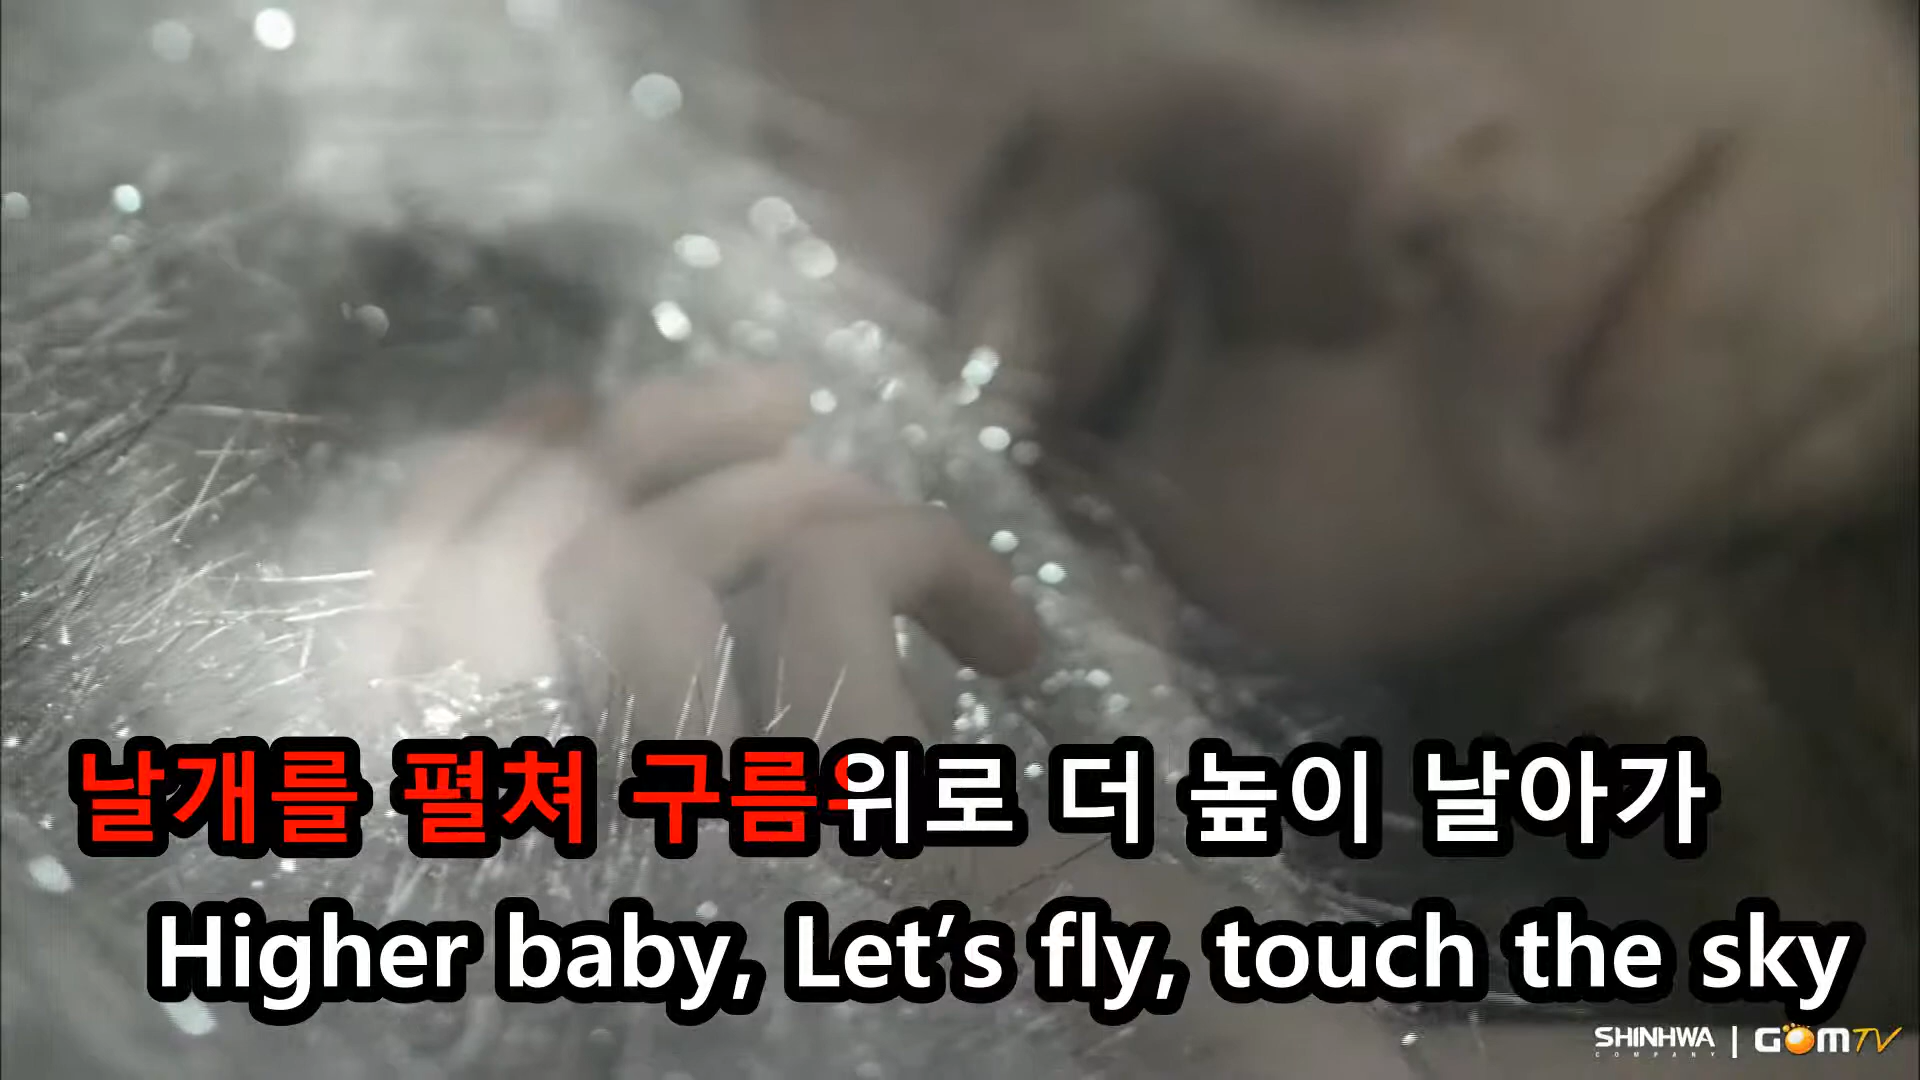 날개를 펼쳐 구름위로 더 높이 날아가
Higher baby, Let's fly, touch the sky
SHINHWA COMPANY | GOMTV